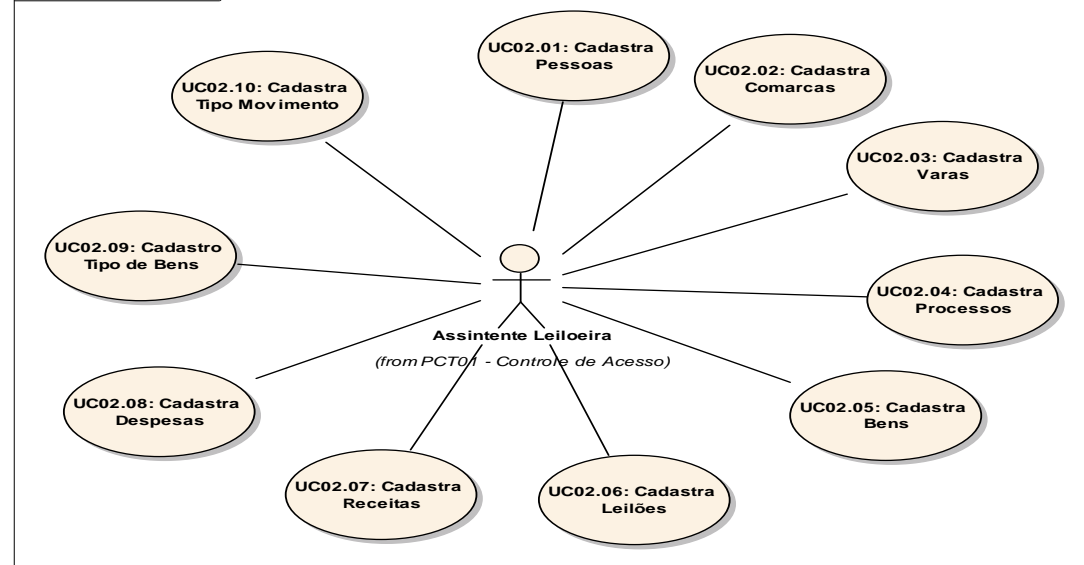 UC02.01: Cadastra
Pessoas
UC02.02: Cadastra
Comarcas
UC02.10: Cadastra
Tipo Movimento
UC02.03: Cadastra
Varas
UC02.09: Cadastro
Tipo de Bens
UC02.04: Cadastra
Processos
Assintente Leiloeira
(from PCT01 - Controle de Acesso)
UC02.08: Cadastra
Despesas
UC02.05: Cadastra
Bens
UC02.07: Cadastra
Receitas
UC02.06: Cadastra
Leilões